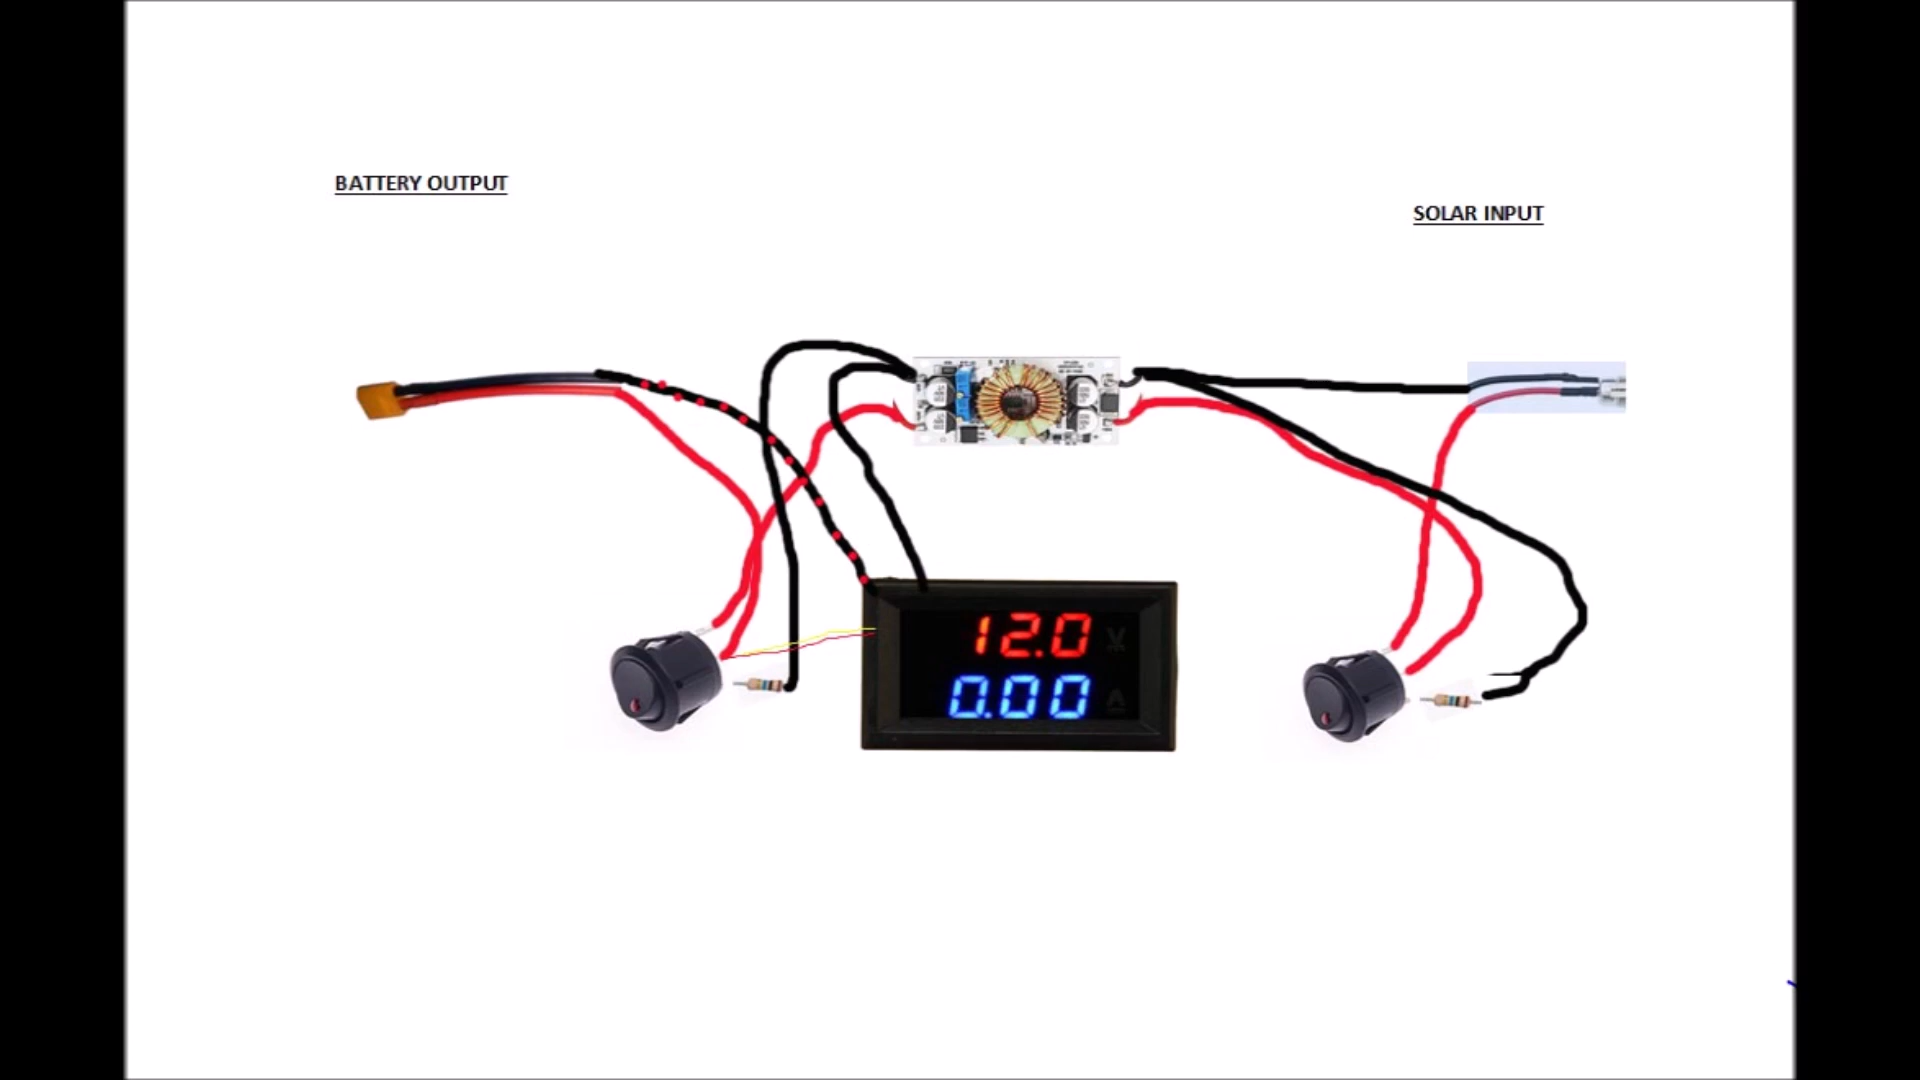 BATTERY OUTPUT
SOLAR INPUT
12.0 V
0.00 A